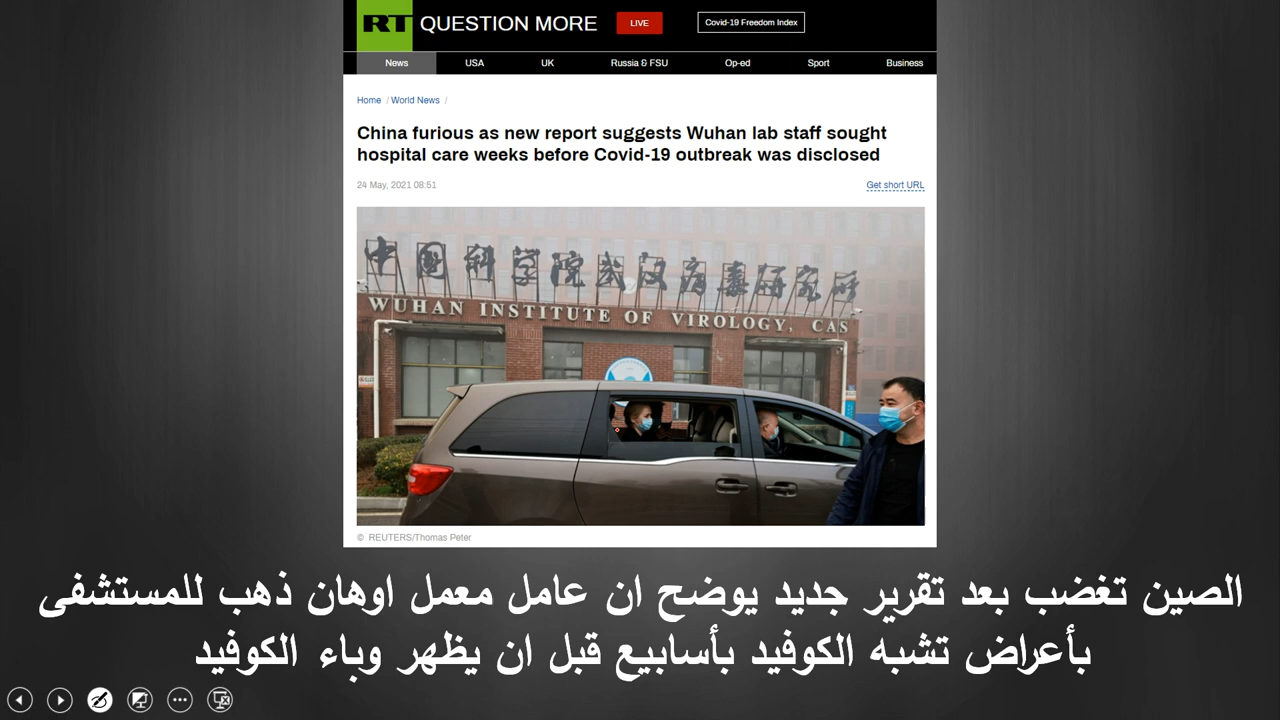 RT QUESTION MORE LIVE Covid-19 Freedom Index
News USA UK Russia & FSU Op-ed Sport Business
Home / World News /
China furious as new report suggests Wuhan lab staff sought
hospital care weeks before Covid-19 outbreak was disclosed
24 May, 2021 08:51 Get short URL
中国科学院武汉病毒研究所
WUHAN INSTITUTE OF VIROLOGY, CAS
© REUTERS/Thomas Peter
الصين تغضب بعد تقرير جديد يوضح ان عامل معمل اوهان ذهب للمستشفى
بأعراض تشبه الكوفيد بأسابيع قبل ان يظهر وباء الكوفيد